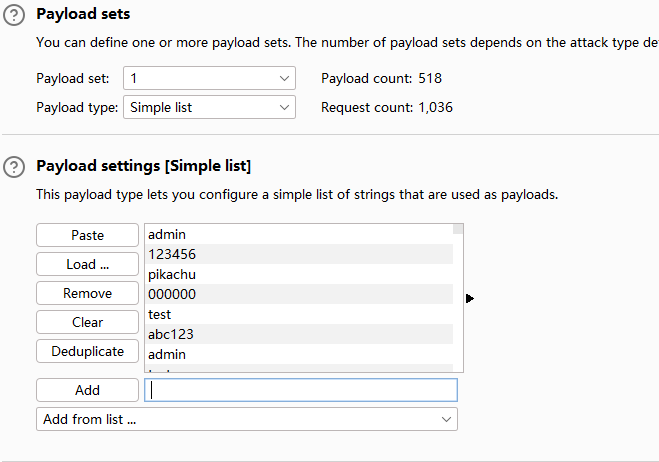 Payload sets
You can define one or more payload sets. The number of payload sets depends on the attack type de
Payload set: 1 Payload count: 518
Payload type: Simple list Request count: 1,036
Payload settings [Simple list]
This payload type lets you configure a simple list of strings that are used as payloads.
Paste
Load ...
Remove
Clear
Deduplicate
admin
123456
pikachu
000000
test
abc123
admin
Add
Add from list ...